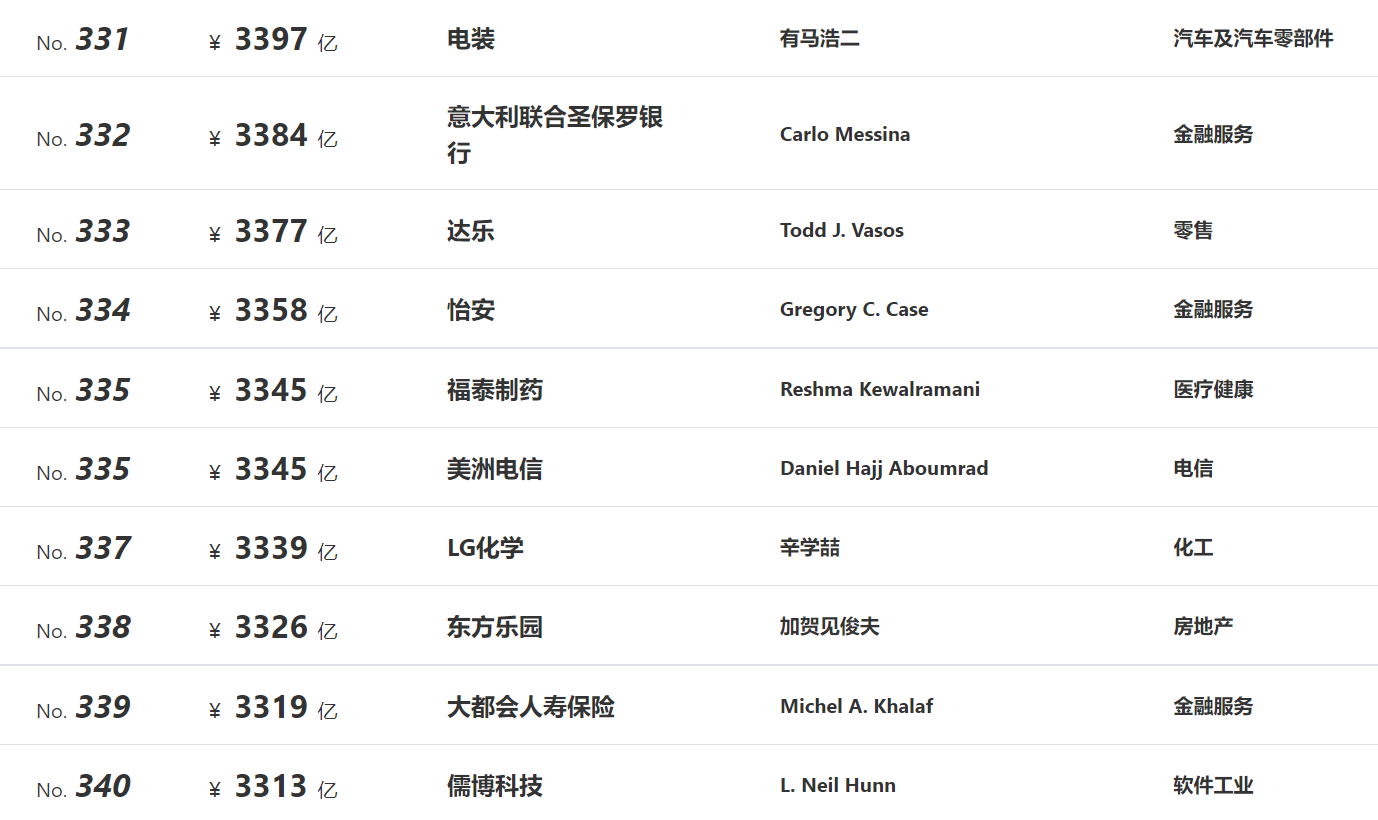 No. 331 ¥ 3397 亿 电装 有马浩二 汽车及汽车零部件
No. 332 ¥ 3384 亿 意大利联合圣保罗银 Carlo Messina 金融服务
行
No. 333 ¥ 3377 亿 达乐 Todd J. Vasos 零售
No. 334 ¥ 3358 亿 怡安 Gregory C. Case 金融服务
No. 335 ¥ 3345 亿 福泰制药 Reshma Kewalramani 医疗健康
No. 335 ¥ 3345 亿 美洲电信 Daniel Hajj Aboumrad 电信
No. 337 ¥ 3339 亿 LG化学 辛学喆 化工
No. 338 ¥ 3326 亿 东方乐园 加贺见俊夫 房地产
No. 339 ¥ 3319 亿 大都会人寿保险 Michel A. Khalaf 金融服务
No. 340 ¥ 3313 亿 儒博科技 L. Neil Hunn 软件工业